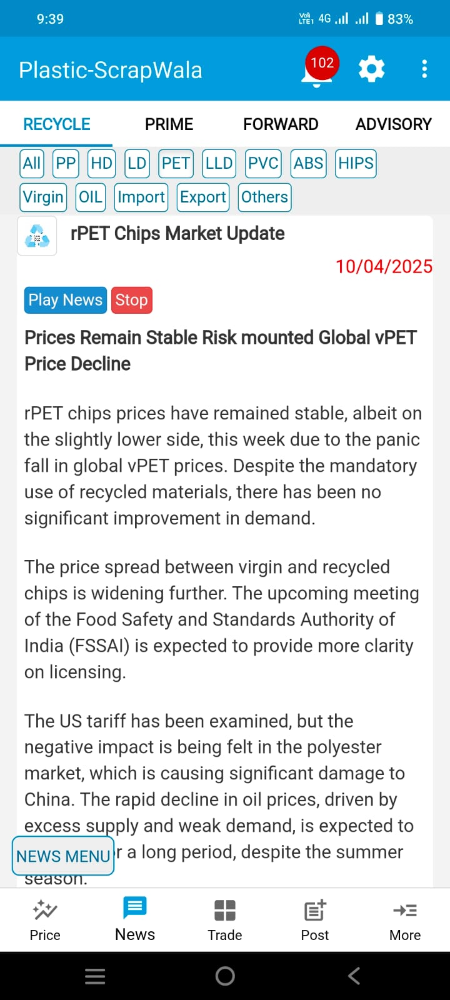 9:39
Vo) LTE1 4G 83%
Plastic-ScrapWala
102
RECYCLE PRIME FORWARD ADVISORY
All PP HD LD PET LLD PVC ABS HIPS
Virgin OIL Import Export Others
rPET Chips Market Update
10/04/2025
Play News Stop
Prices Remain Stable Risk mounted Global vPET
Price Decline
rPET chips prices have remained stable, albeit on
the slightly lower side, this week due to the panic
fall in global vPET prices. Despite the mandatory
use of recycled materials, there has been no
significant improvement in demand.
The price spread between virgin and recycled
chips is widening further. The upcoming meeting
of the Food Safety and Standards Authority of
India (FSSAI) is expected to provide more clarity
on licensing.
The US tariff has been examined, but the
negative impact is being felt in the polyester
market, which is causing significant damage to
China. The rapid decline in oil prices, driven by
excess supply and weak demand, is expected to
NEWS MENU r a long period, despite the summer
season.
Price News Trade Post More